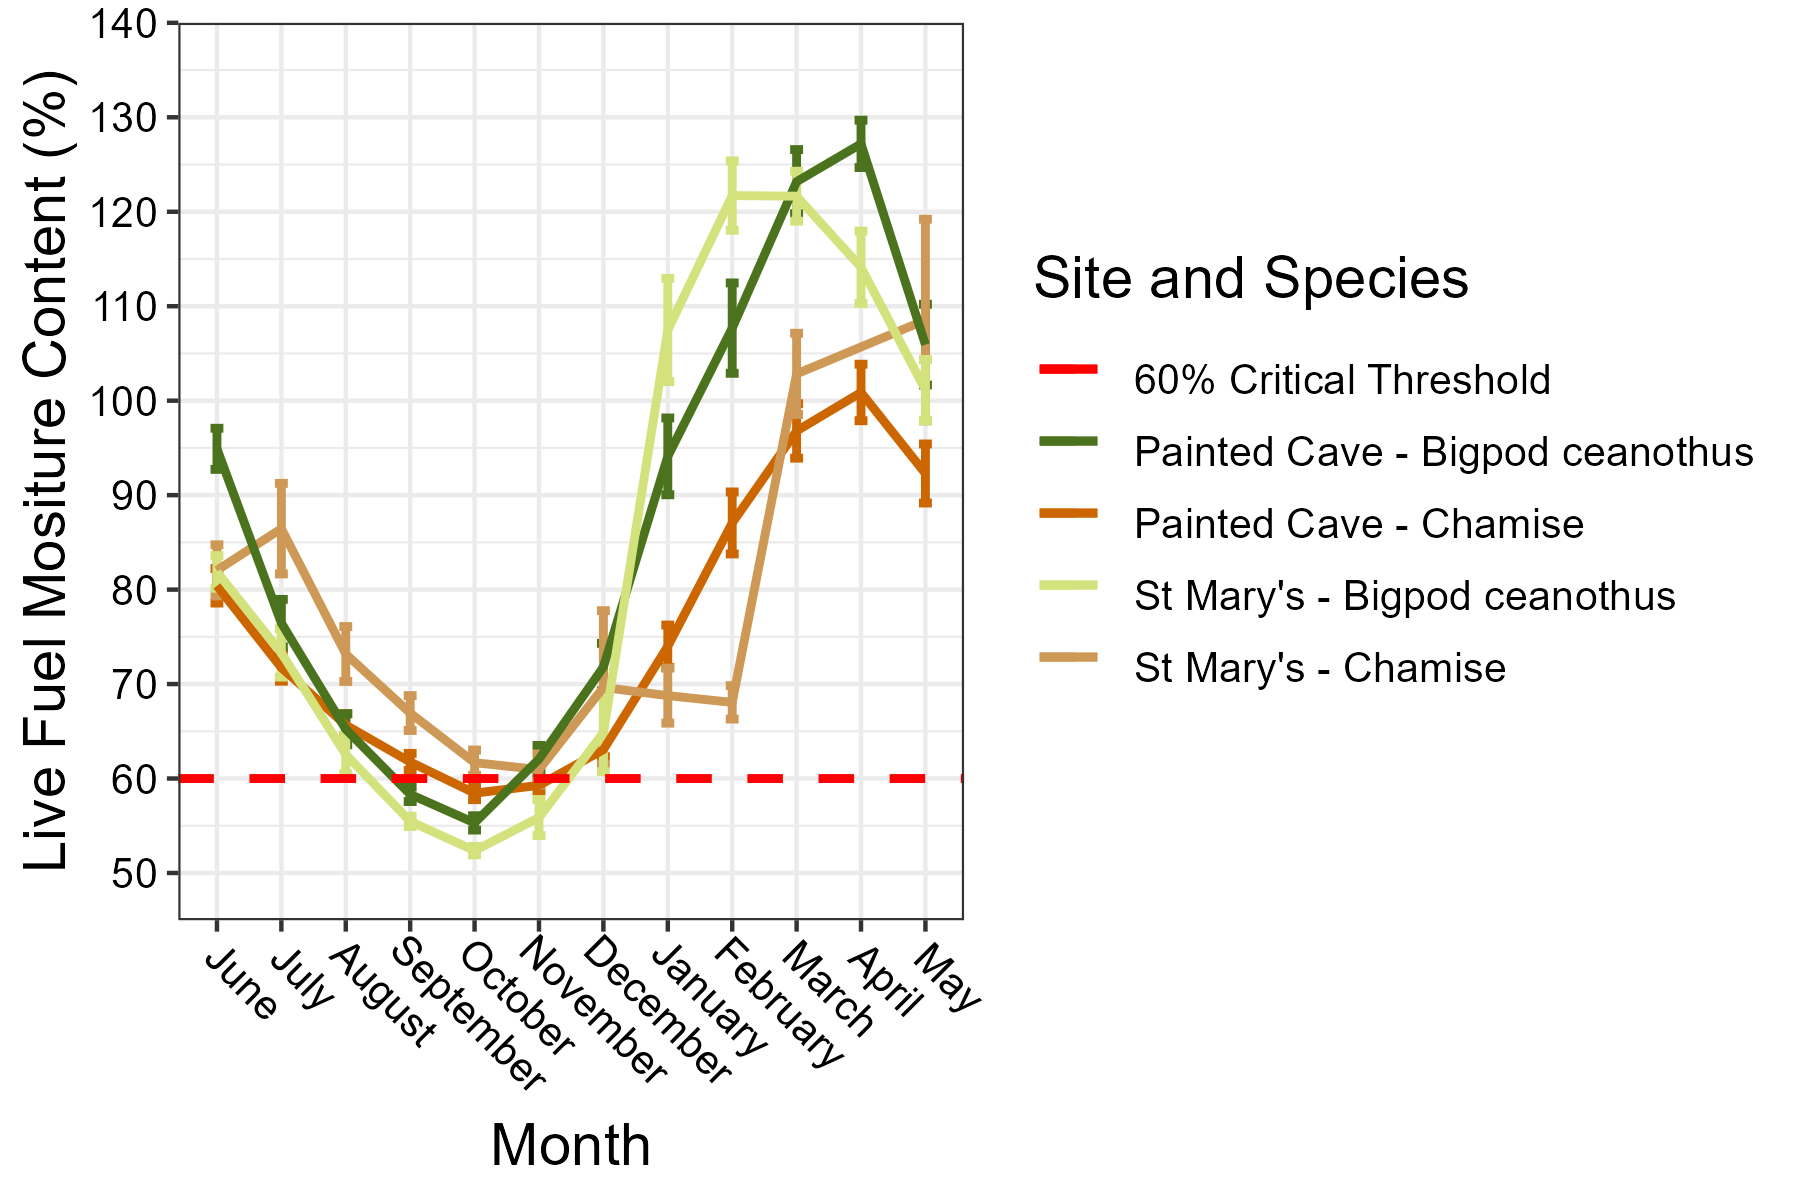 Live Fuel Mositure Content (%)
140
130
120
110
100
90
80
70
60
50
June
July
August
September
October
November
December
January
February
March
April
May
Month
Site and Species
60% Critical Threshold
Painted Cave - Bigpod ceanothus
Painted Cave - Chamise
St Mary's - Bigpod ceanothus
St Mary's - Chamise